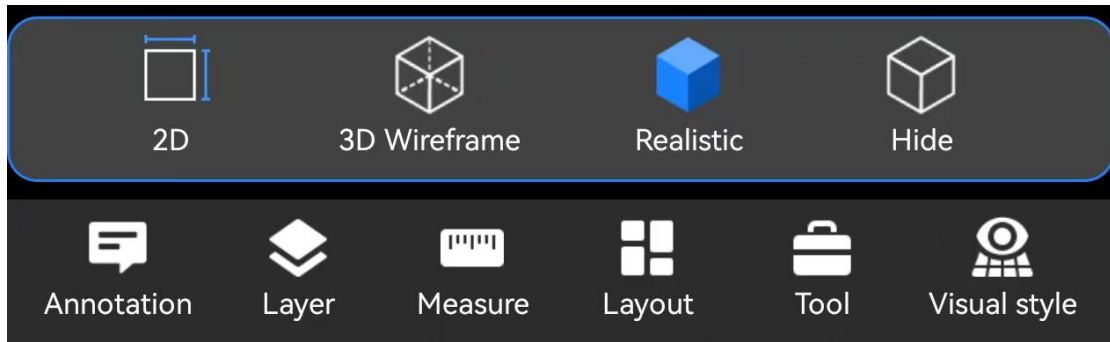 2D
3D Wireframe
Realistic
Hide
Annotation
Layer
Measure
Layout
Tool
Visual style